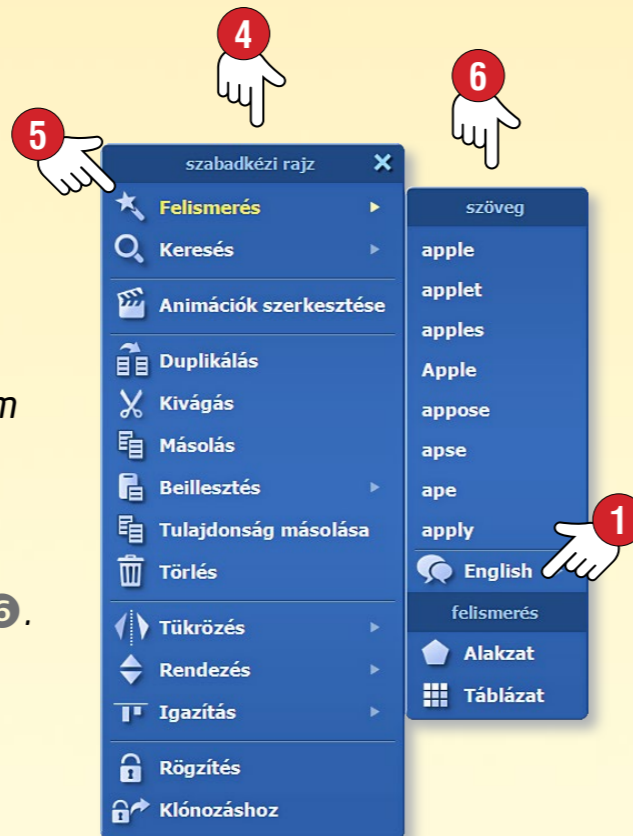 4
6
5
szabadkézi rajz
Felismerés
Keresés
Animációk szerkesztése
Duplikálás
Kivágás
Másolás
Beillesztés
Tulajdonság másolása
Törlés
Tükrözés
Rendezés
Igazítás
Rögzítés
Klónozáshoz
szöveg
apple
applet
apples
Apple
appose
apse
ape
apply
1
English
felismerés
Alakzat
Táblázat
m
6.